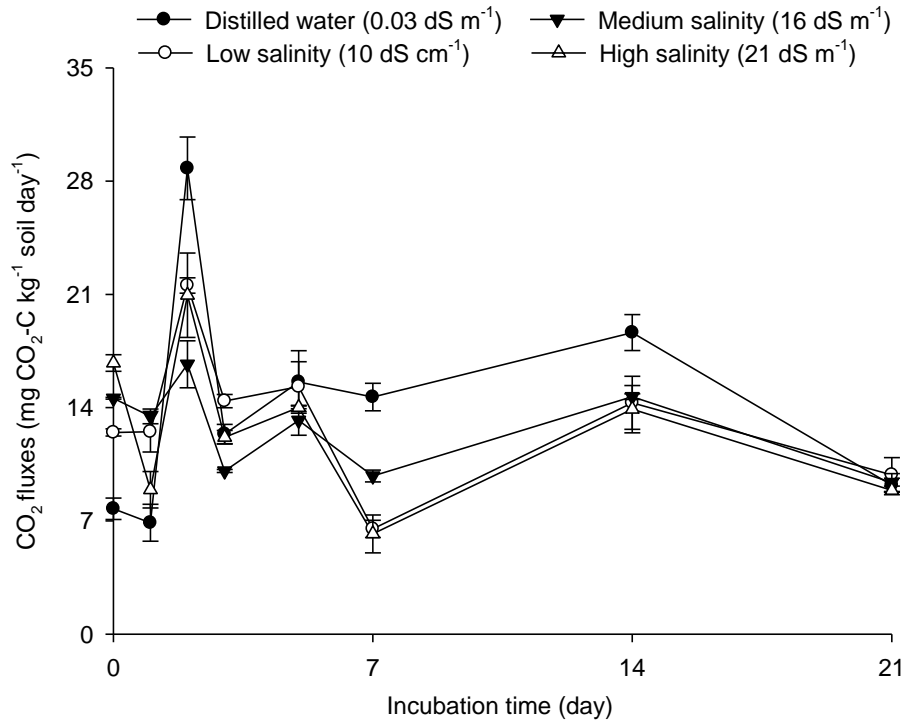 Distilled water (0.03 dS m⁻¹)
Medium salinity (16 dS m⁻¹)
Low salinity (10 dS cm⁻¹)
High salinity (21 dS m⁻¹)
CO₂ fluxes (mg CO₂-C kg⁻¹ soil day⁻¹)
35
28
21
14
7
0
0 7 14 21
Incubation time (day)